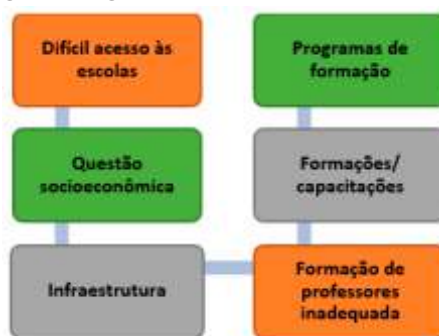 Difícil acesso às
escolas
Questão
socioeconômica
Infraestrutura
Formação de
professores
inadequada
Formações/
capacitações
Programas de
formação